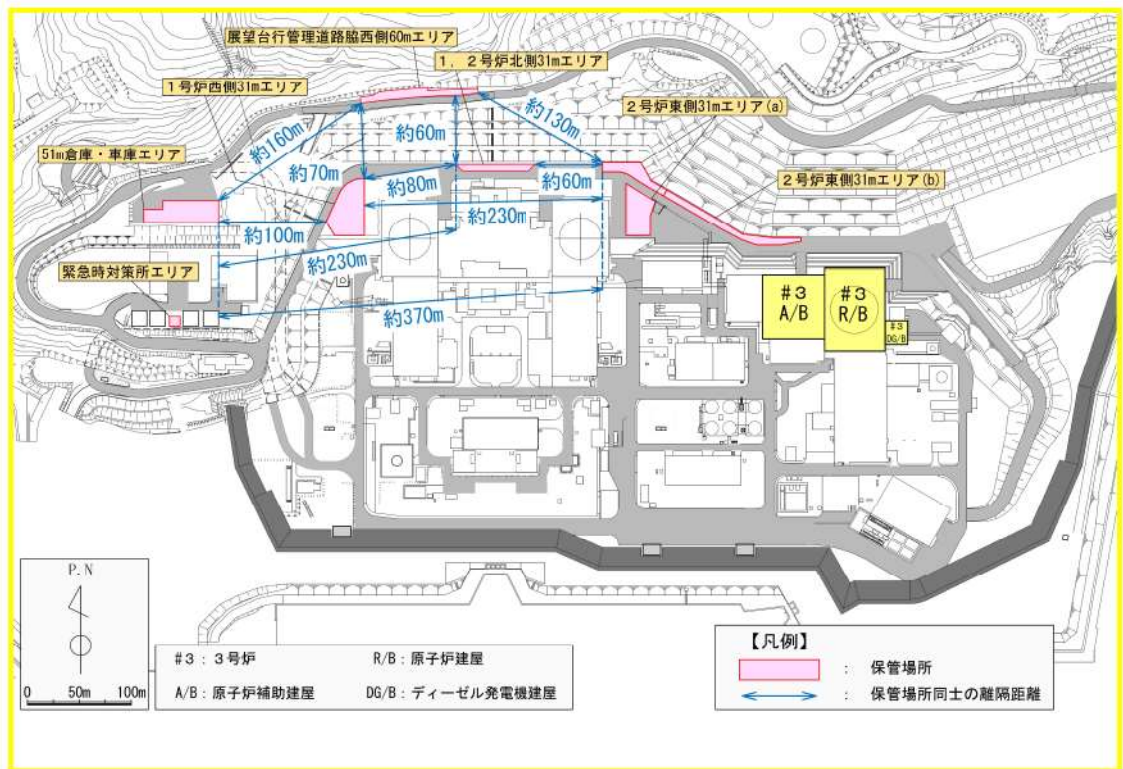 展望台行管理道路脇西側60mエリア
1，2号炉北側31mエリア
1号炉西側31mエリア
2号炉東側31mエリア(a)
51m倉庫・車庫エリア
2号炉東側31mエリア(b)
緊急時対策所エリア
約160m
約60m
約130m
約70m
約80m
約60m
約230m
約100m
約230m
約370m
#3
A/B
#3
R/B
#3
DG/B
P.N
0 50m 100m
#3：3号炉
R/B：原子炉建屋
A/B：原子炉補助建屋
DG/B：ディーゼル発電機建屋
【凡例】
： 保管場所
： 保管場所同士の離隔距離